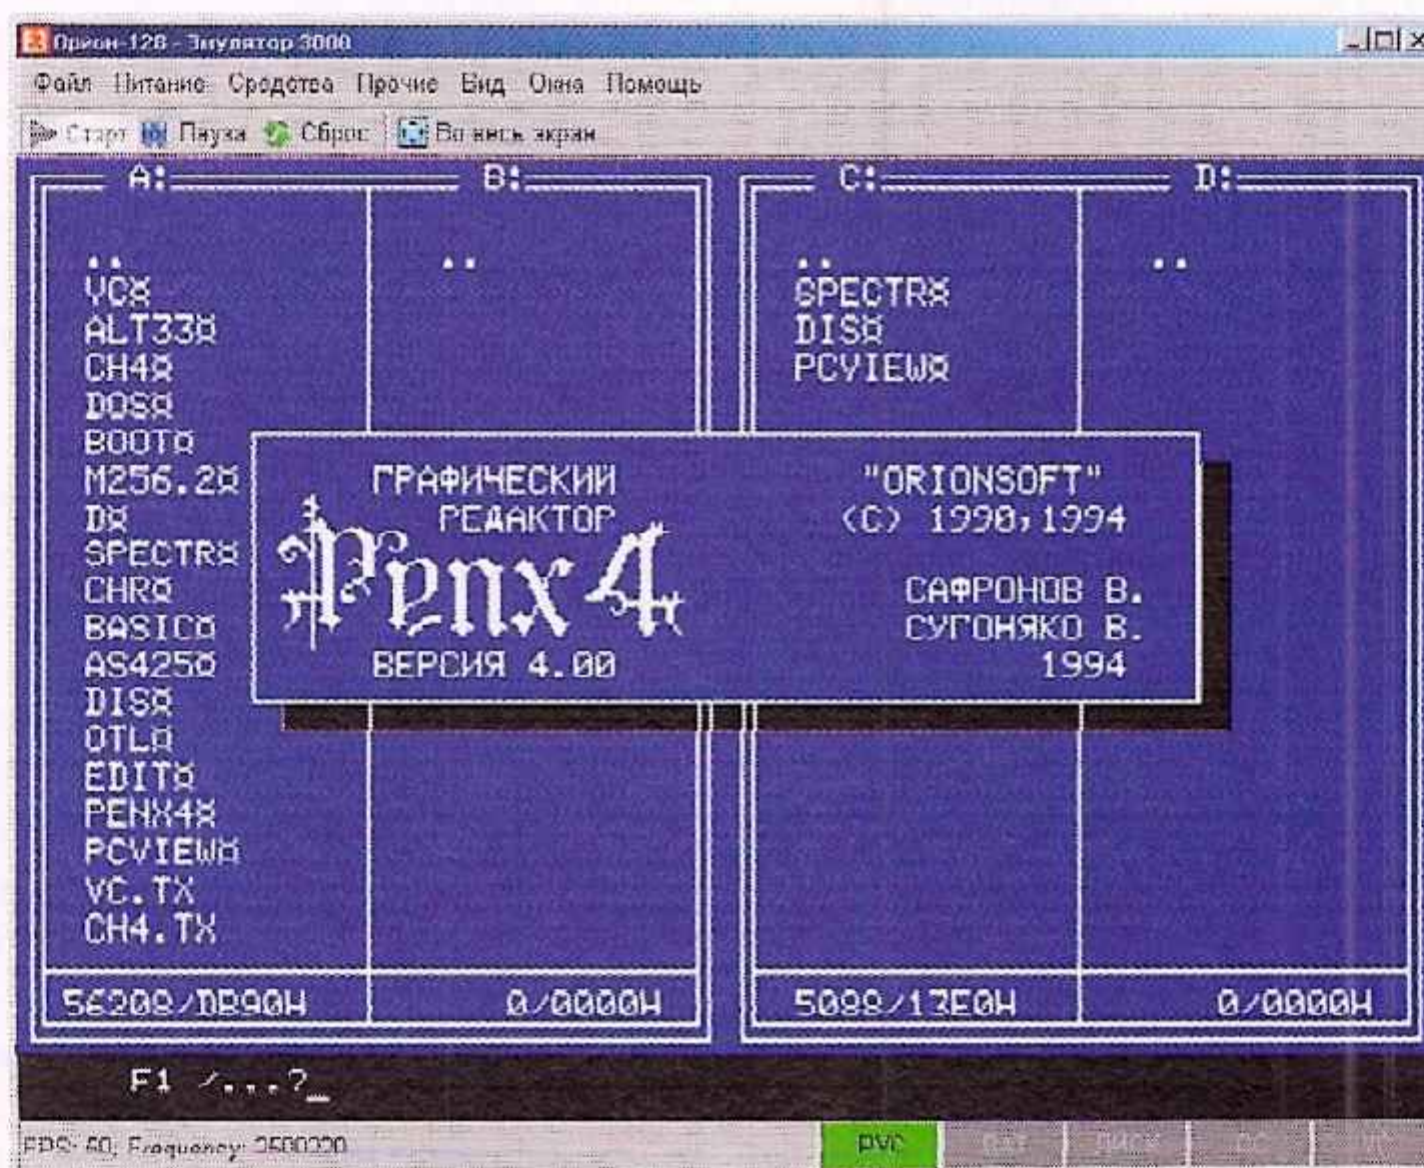 Орион-128 - Эмулятор 3000
Файл Питание Средства Прочие Вид Окна Помощь
Старт Пауза Сброс Во весь экран
A: B: C: D:
.. .. .. ..
VC¤ SPECTR¤
ALT33¤ DIS¤
CH4¤ PCVIEW¤
DOS¤
BOOT¤
M256.2¤
D¤
SPECTR¤
CHR¤
BASIC¤
AS425¤
DIS¤
OTL¤
EDIT¤
PENX4¤
PCVIEW¤
VC.TX
CH4.TX
ГРАФИЧЕСКИЙ
РЕДАКТОР
Penx4
ВЕРСИЯ 4.00
"ORIONSOFT"
(C) 1990,1994
САФРОНОВ В.
СУГОНЯКО В.
1994
56208/DB90H 0/0000H 5088/13E0H 0/0000H
F1 /...?_
FPS: 50; Frequency: 2500220
РУС